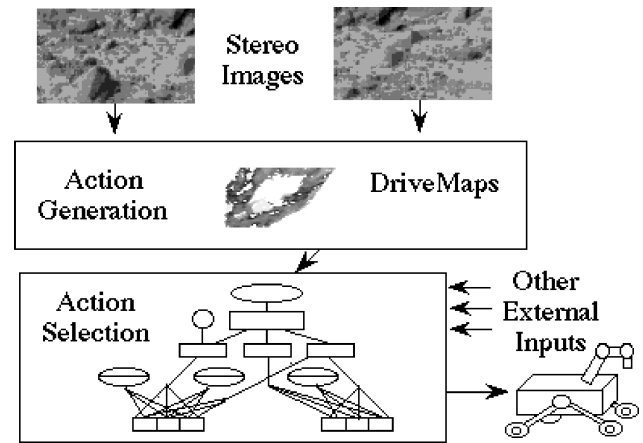 Stereo
Images
Action
Generation
DriveMaps
Action
Selection
Other
External
Inputs